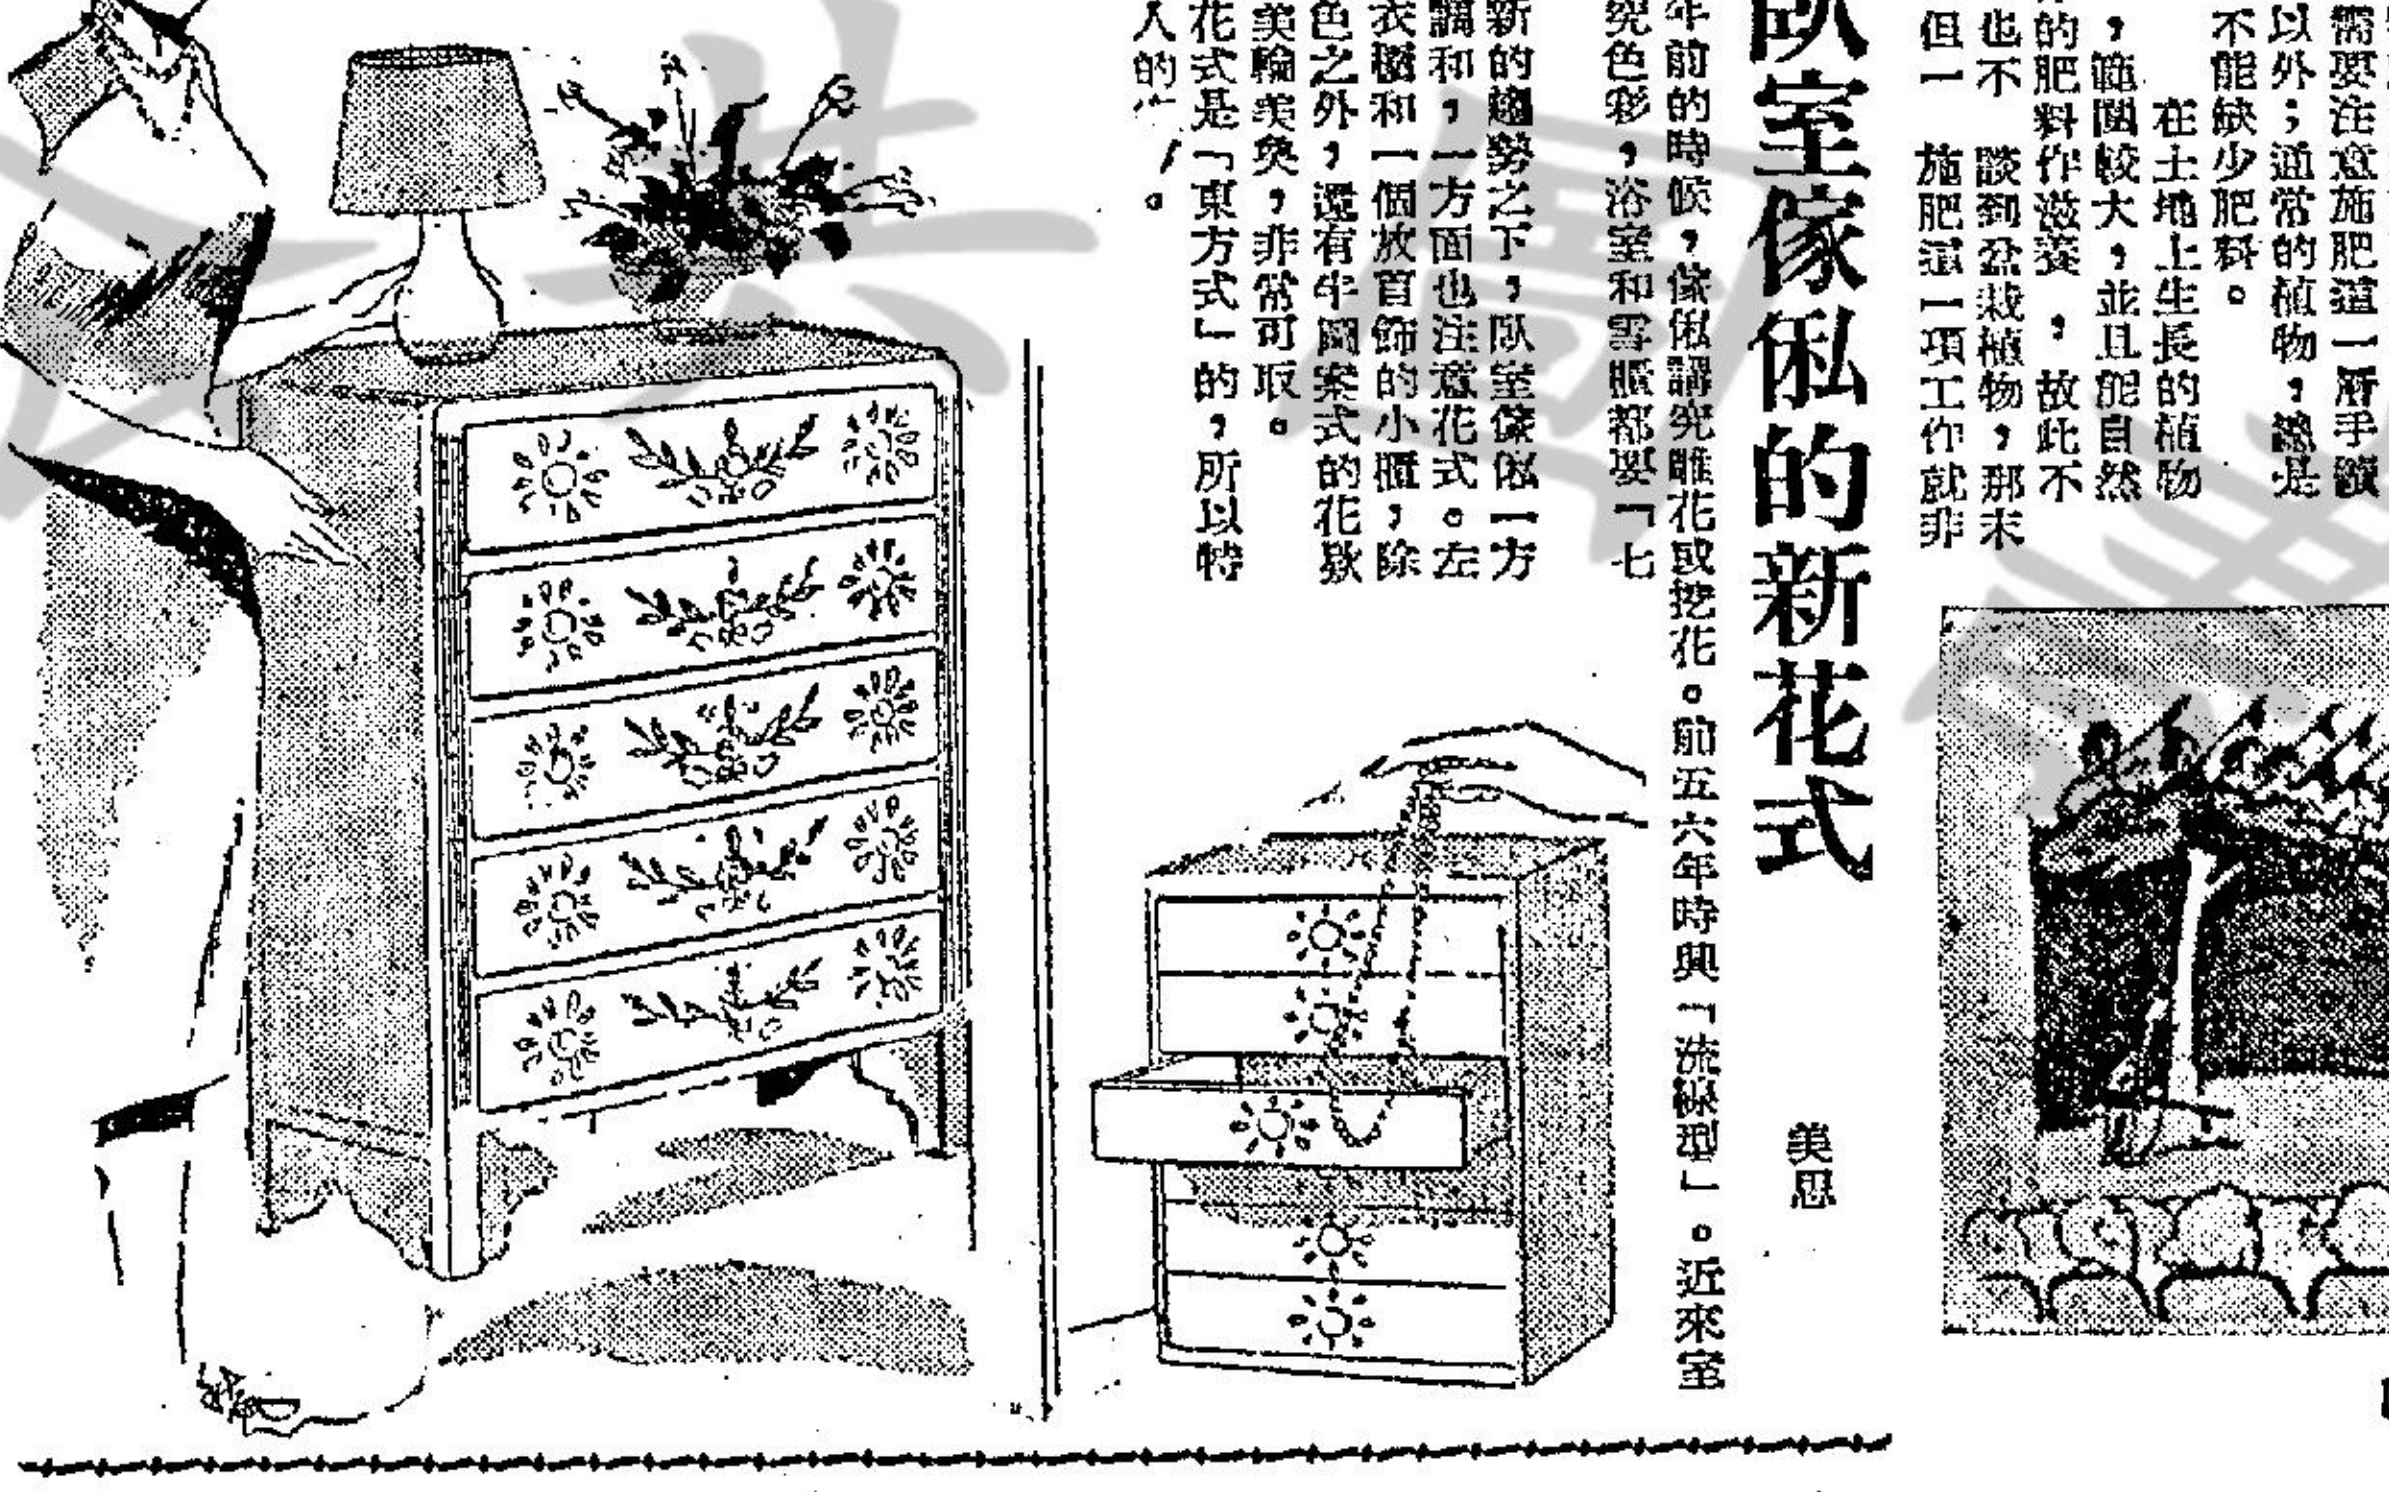 需要注意施肥這一層手續
以外；通常的植物，總是
不能缺少肥料。
在土地上生長的植物
，範圍較大，並且能自然
的肥料作滋養，故此不
也不　談到盆栽植物，那末
但一　施肥這一項工作就非
臥室傢俬的新花式
美思
年前的時候，傢俬講究雕花或挖花。前五六年時興「流線型」。近來室
究色彩，浴室和雪櫃都要「七
新的趨勢之下，臥室傢俬一方
調和，一方面也注意花式。左
衣櫃和一個放首飾的小櫃，除
色之外，還有半圖案式的花欵
美輪美奐，非常可取。
花式是「東方式」的，所以特
人的